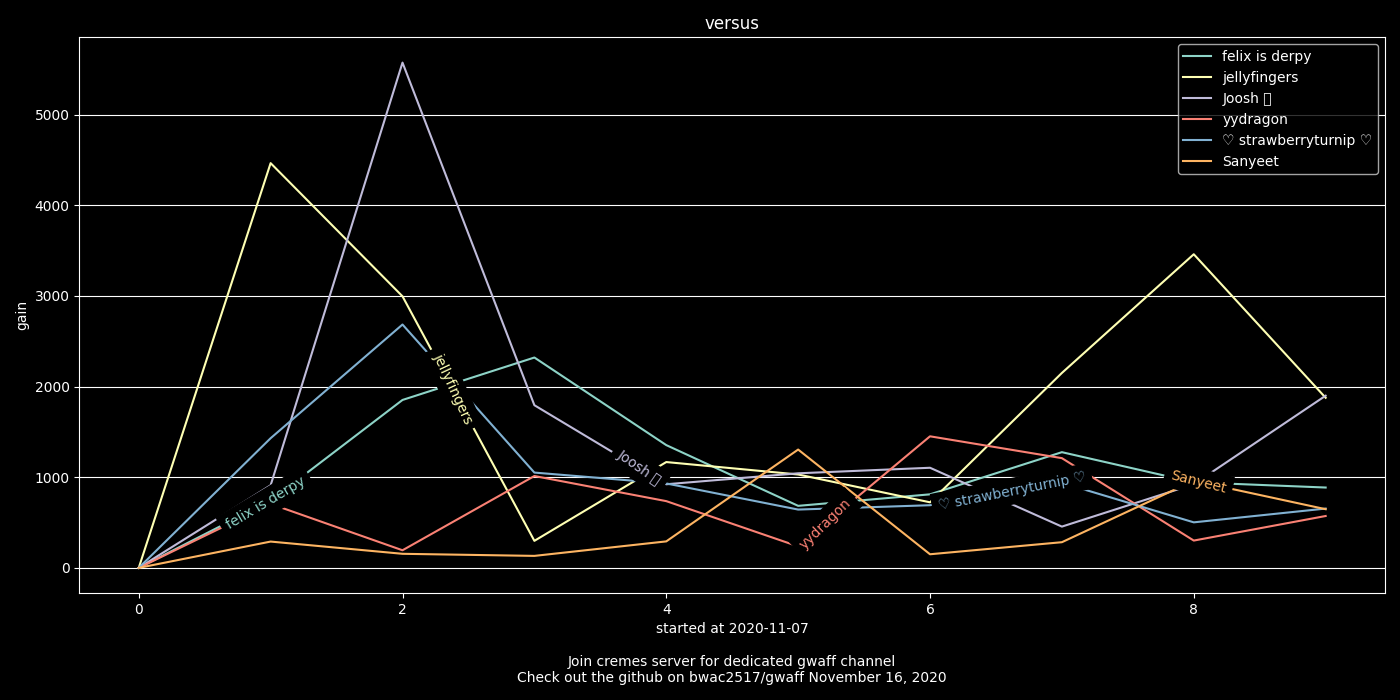 versus
felix is derpy
jellyfingers
Joosh
yydragon
♡ strawberryturnip ♡
Sanyeet
5000
4000
3000
2000
1000
0
gain
jellyfingers
Joosh
felix is derpy
yydragon
♡ strawberryturnip ♡
Sanyeet
0 2 4 6 8
started at 2020-11-07
Join cremes server for dedicated gwaff channel
Check out the github on bwac2517/gwaff November 16, 2020